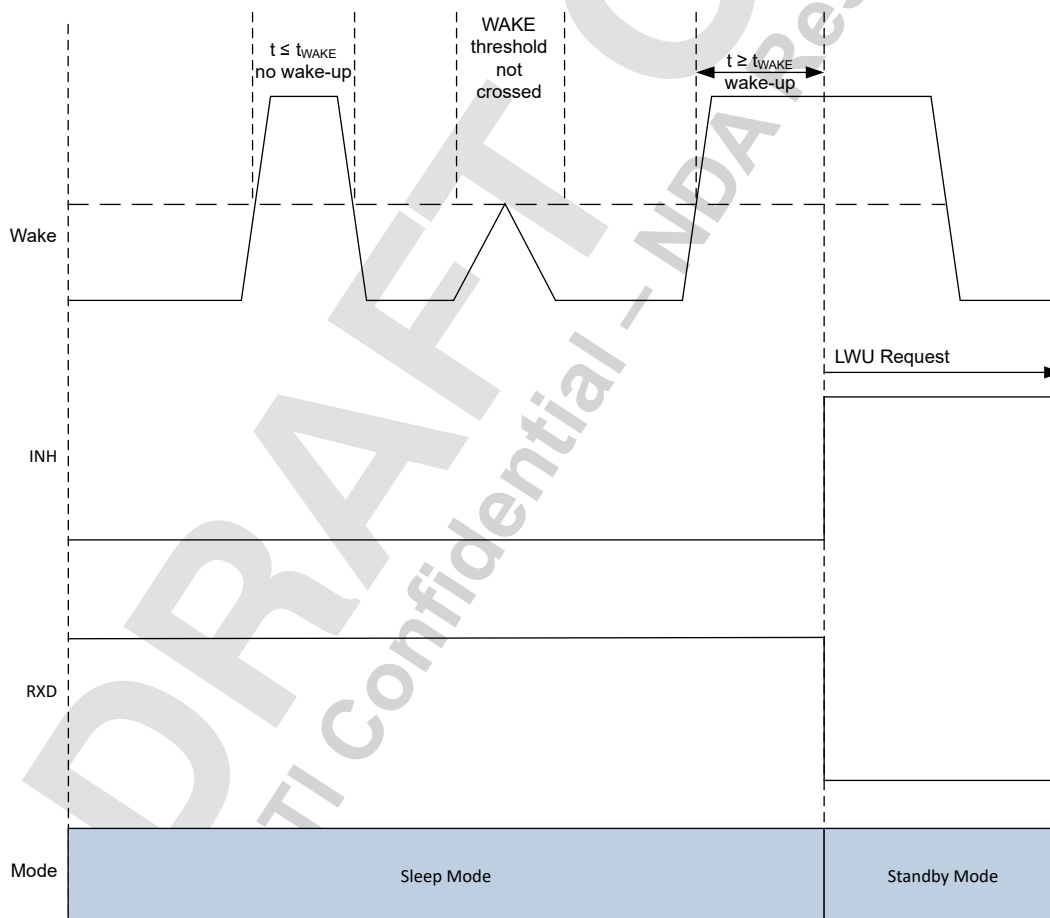 WAKE
threshold
not
crossed
t ≤ tWAKE
no wake-up
t ≥ tWAKE
wake-up
Wake
LWU Request
INH
RXD
Mode
Sleep Mode
Standby Mode
DRAFT
TI Confidential — NDA